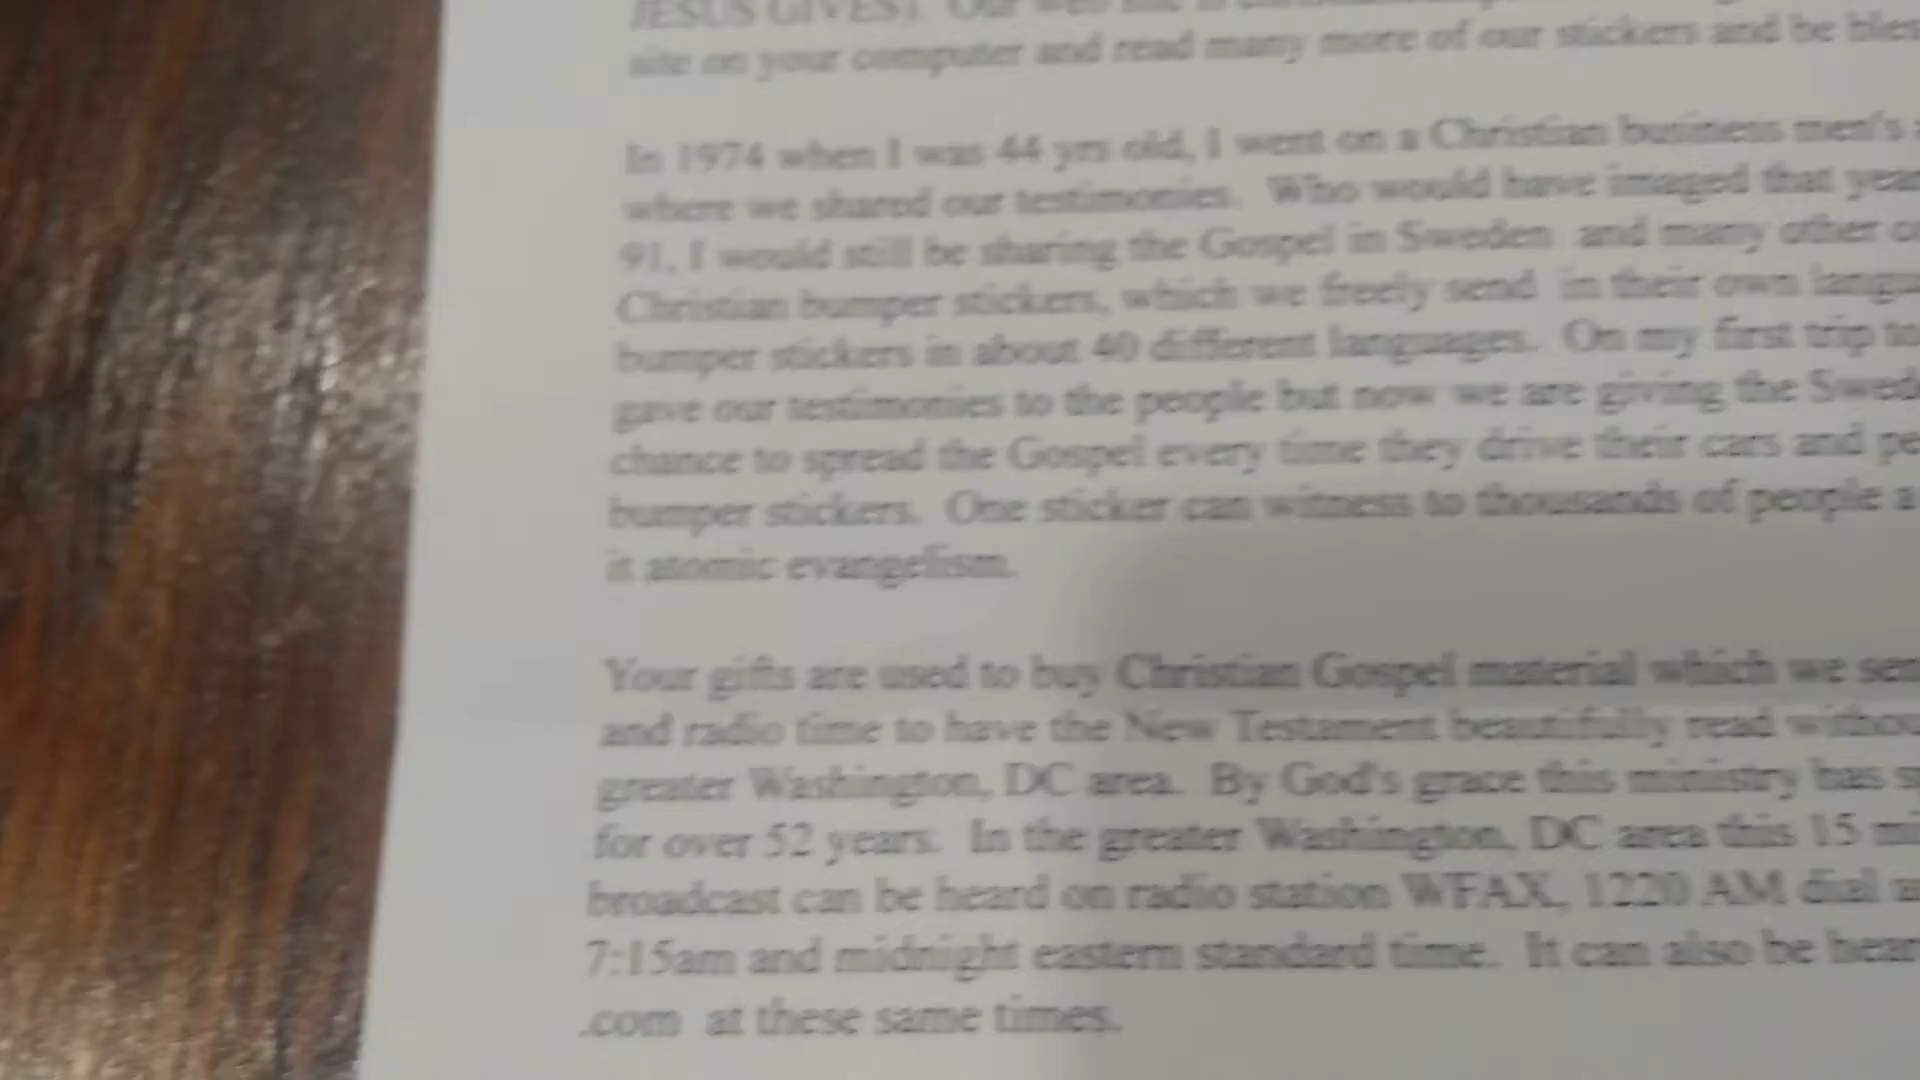 JESUS GIVES! Our web site is
site on your computer and read many more of our stickers and be
In 1974 when I was 44 yrs old, I went on a Christian business men's
where we shared our testimonies. Who would have imaged that
91, I would still be sharing the Gospel in Sweden and many other
Christian bumper stickers, which we freely send in their own
bumper stickers in about 40 different languages. On my first trip
gave our testimonies to the people but now we are giving the
chance to spread the Gospel every time they drive their cars and
bumper stickers. One sticker can witness to thousands of people a
it atomic evangelism.
Your gifts are used to buy Christian Gospel material which we
and radio time to have the New Testament beautifully read
greater Washington, DC area. By God's grace this ministry has
for over 52 years. In the greater Washington, DC area this 15
broadcast can be heard on radio station WFAX, 1220 AM dial
7:15am and midnight eastern standard time. It can also be
.com at these same times.